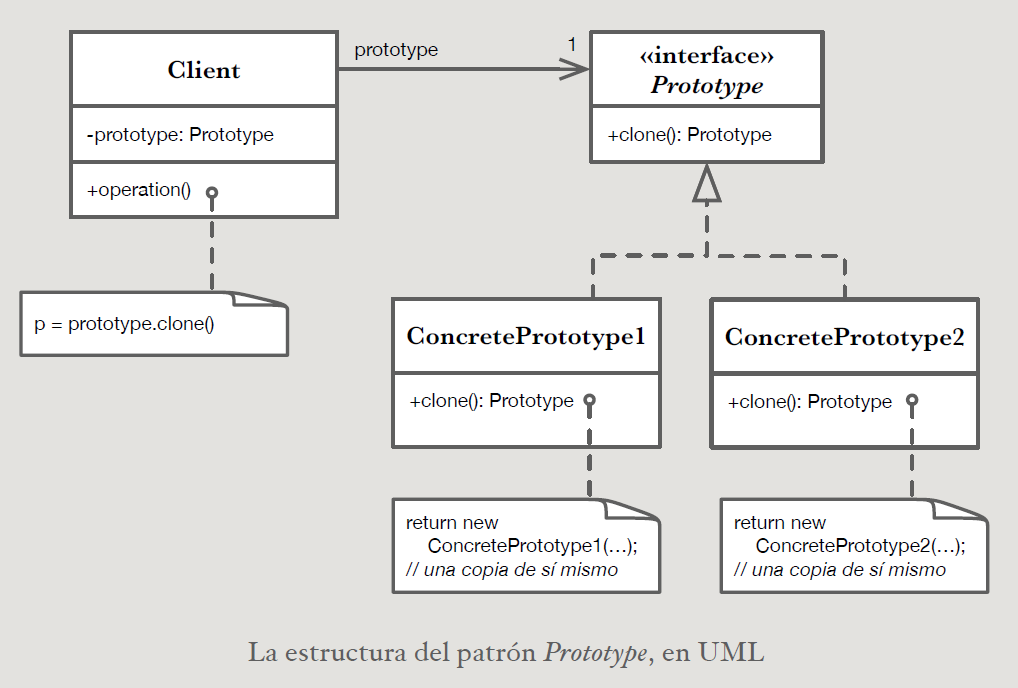 Client
-prototype: Prototype
+operation()
prototype
1
«interface»
Prototype
+clone(): Prototype
p = prototype.clone()
ConcretePrototype1
+clone(): Prototype
ConcretePrototype2
+clone(): Prototype
return new
ConcretePrototype1(...);
// una copia de sí mismo
return new
ConcretePrototype2(...);
// una copia de sí mismo
La estructura del patrón Prototype, en UML